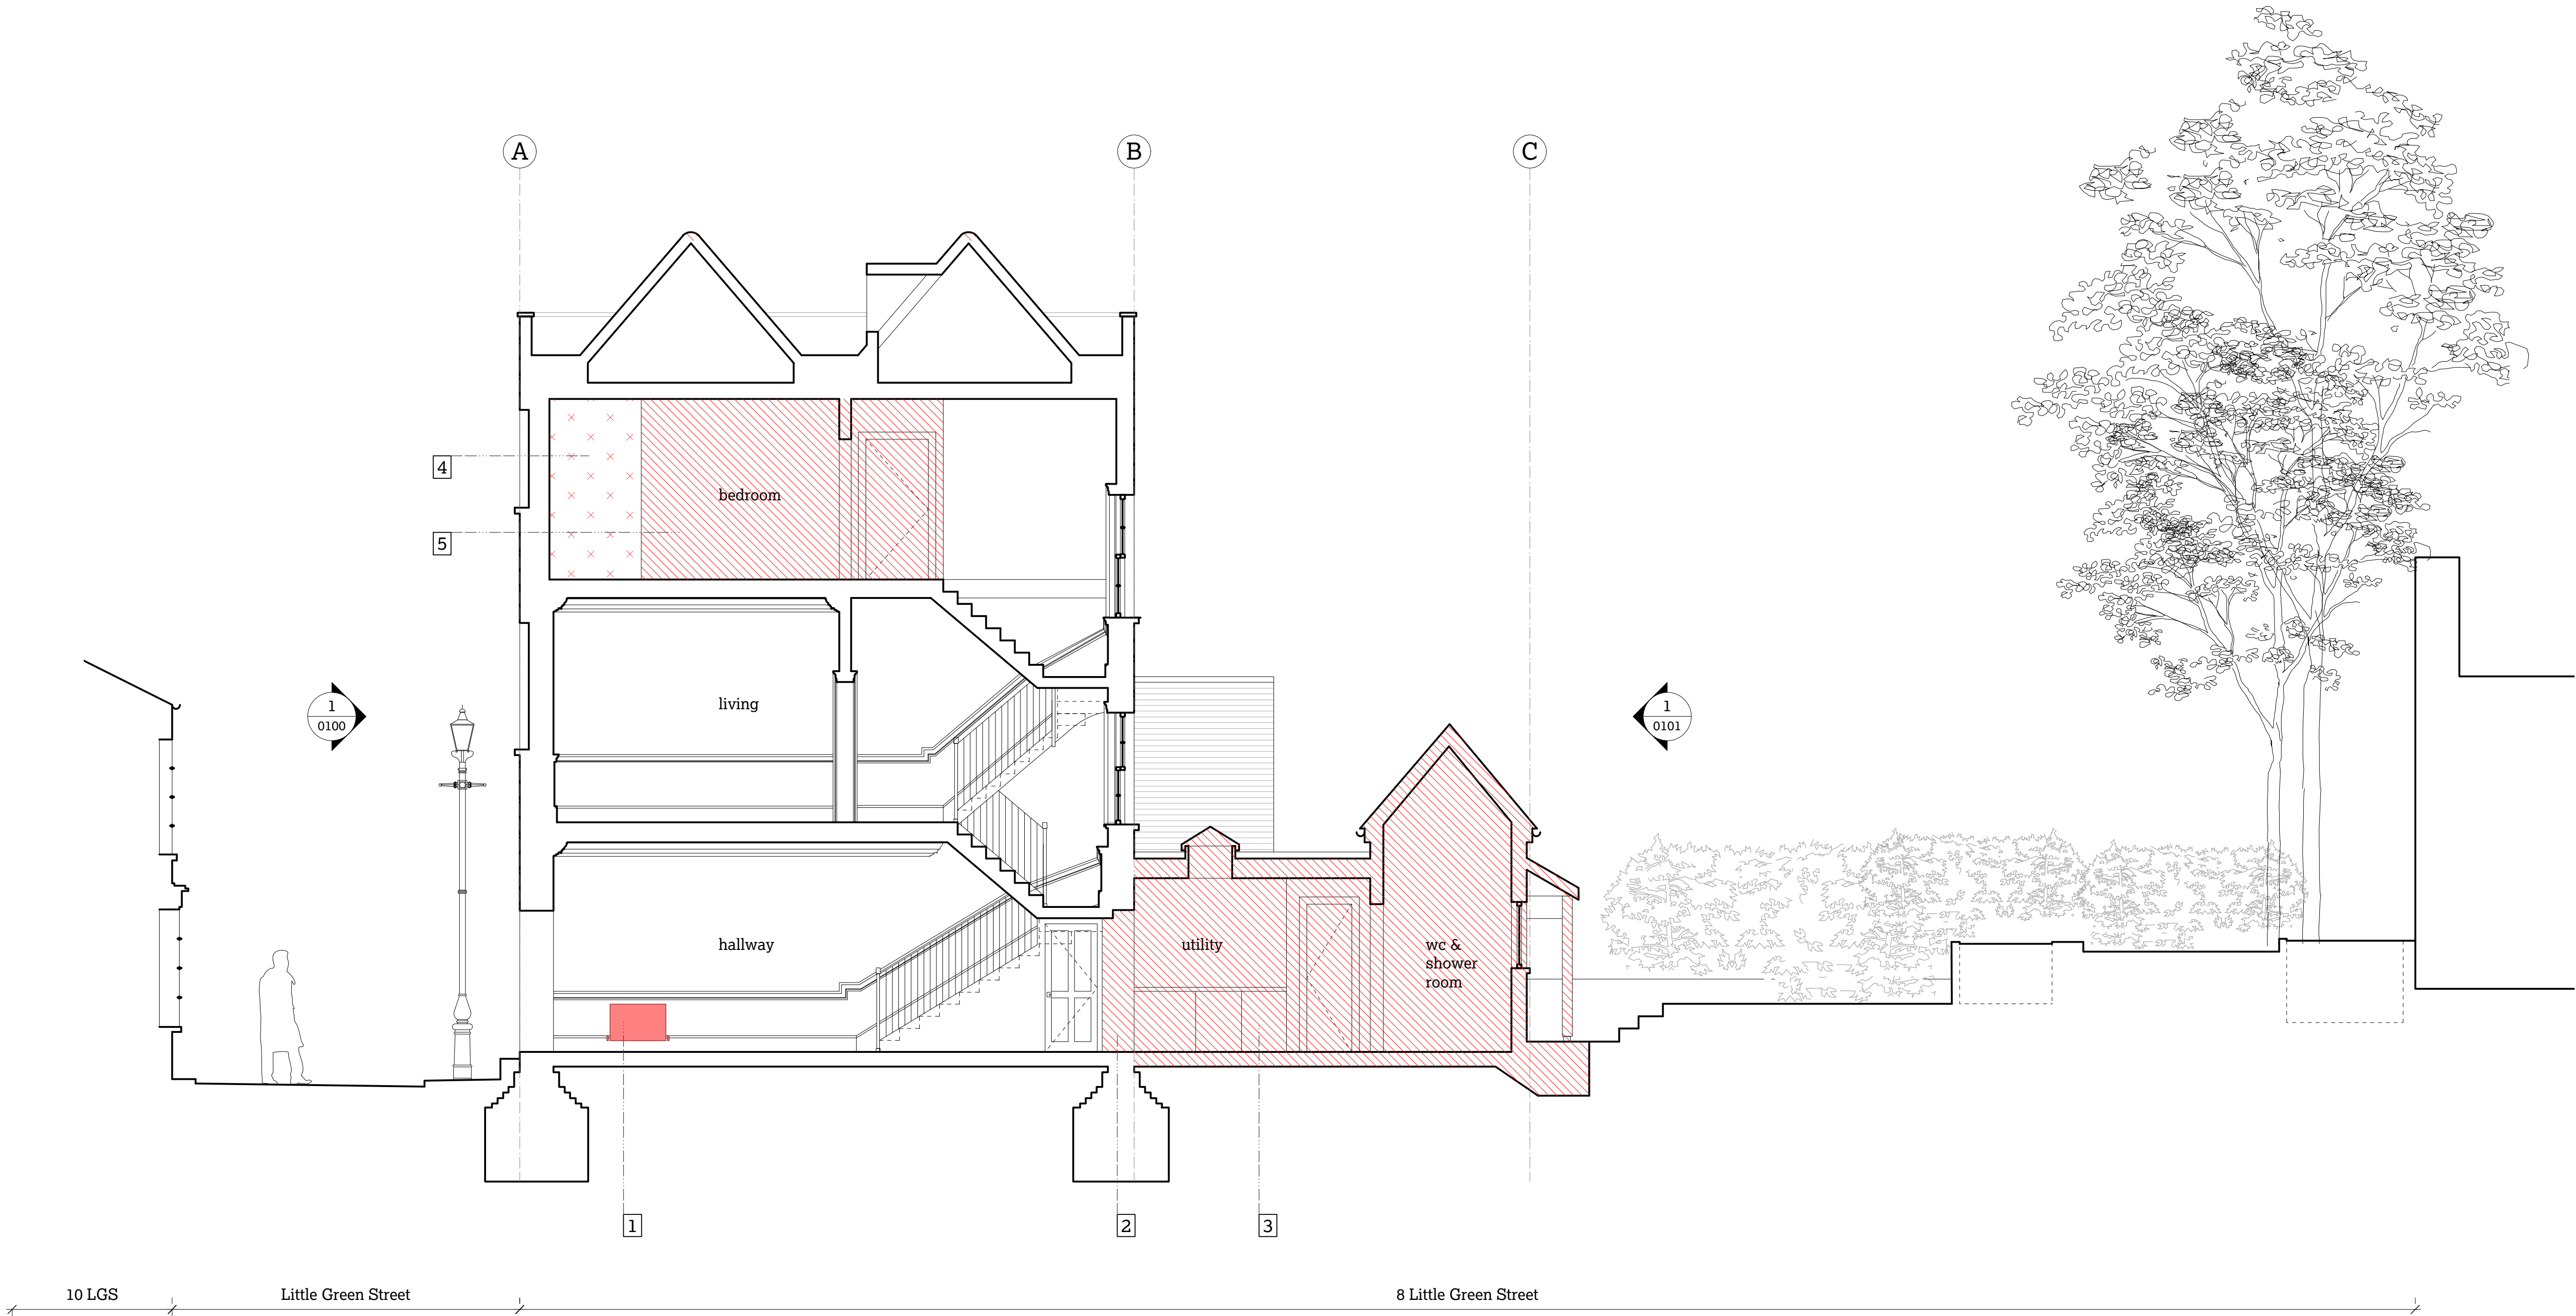 A
B
C
4
bedroom
5
living
1
0100
1
0101
hallway
utility
wc &
shower
room
1
2
3
10 LGS
Little Green Street
8 Little Green Street